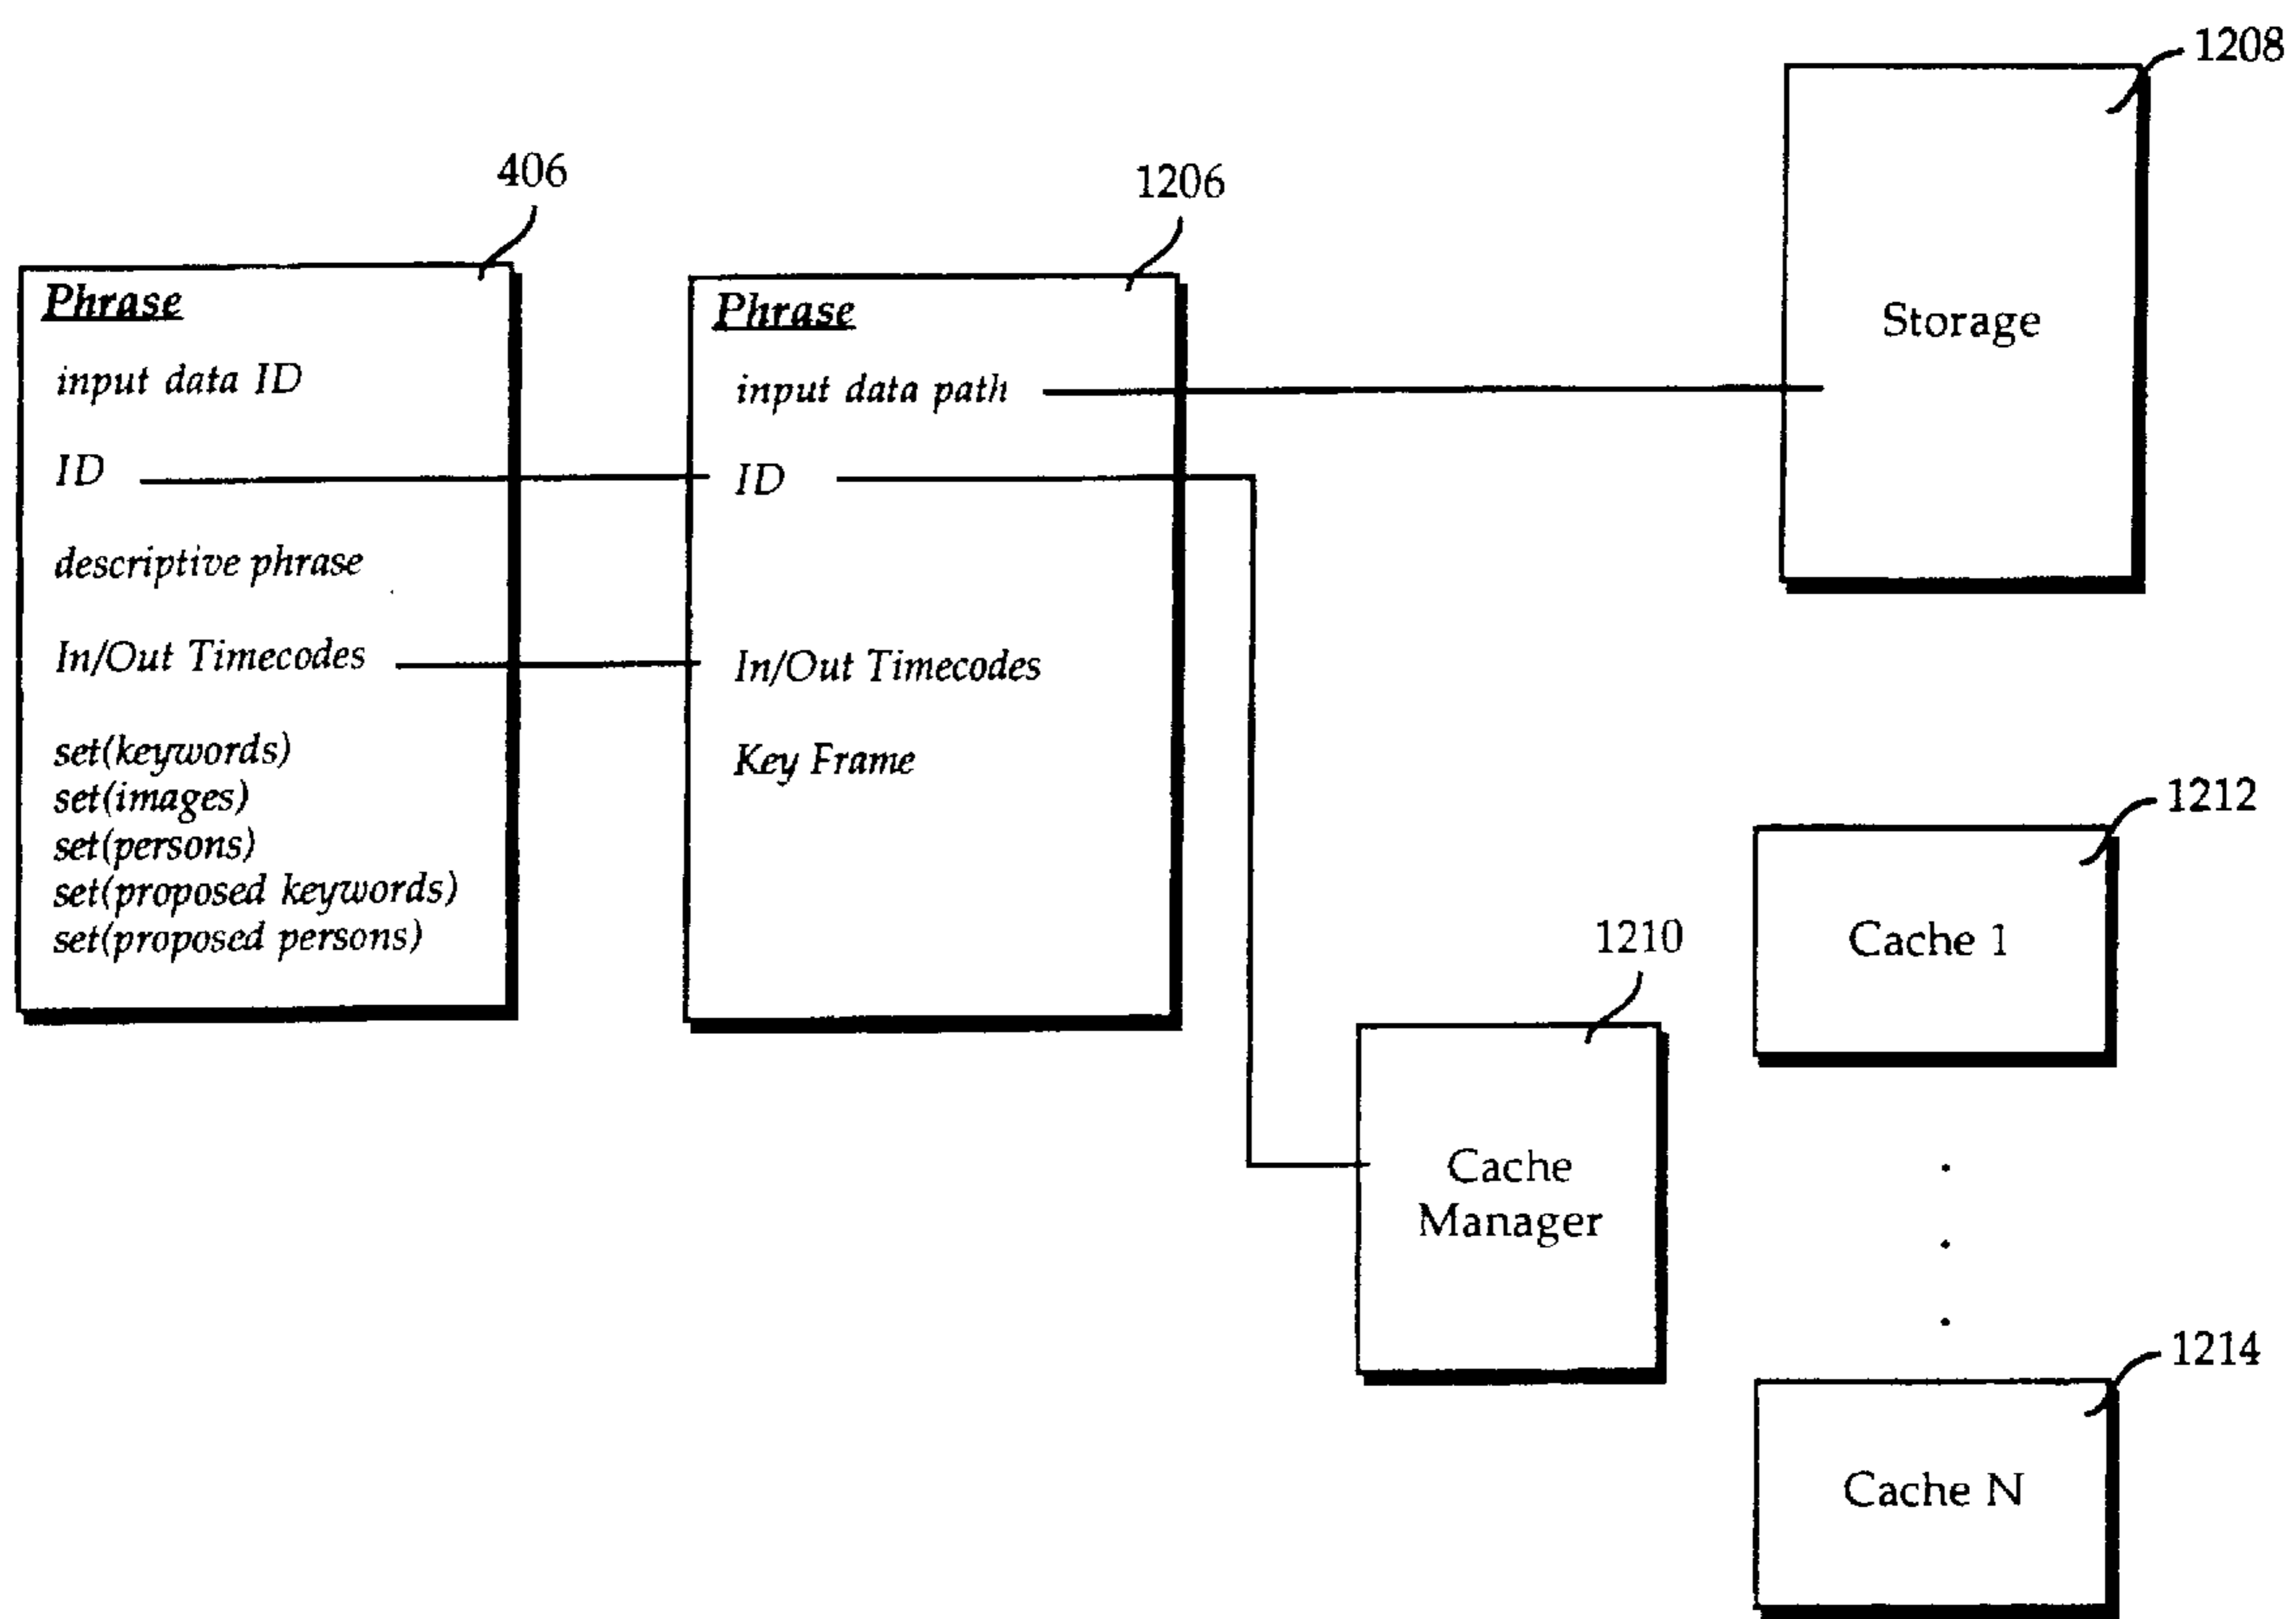 1208
406
1206
Phrase
input data ID
ID
descriptive phrase
In/Out Timecodes
set(keywords)
set(images)
set(persons)
set(proposed keywords)
set(proposed persons)
Phrase
input data path
ID
In/Out Timecodes
Key Frame
Storage
1212
Cache 1
1210
Cache
Manager
1214
Cache N